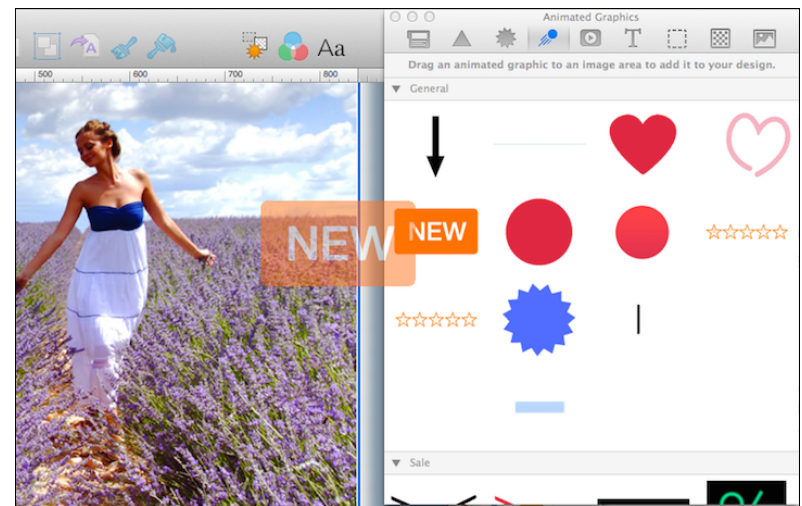 Animated Graphics
Aa
500 600 700 800
Drag an animated graphic to an image area to add it to your design.
General
NEW
NEW
Sale
%